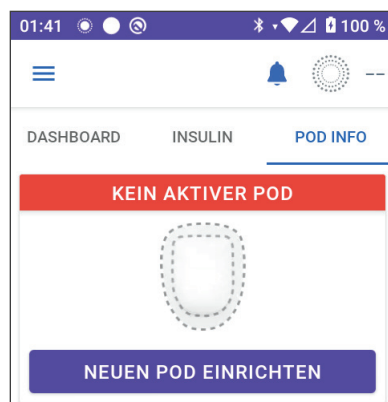 01:41 100 %
--
DASHBOARD INSULIN POD INFO
KEIN AKTIVER POD
NEUEN POD EINRICHTEN